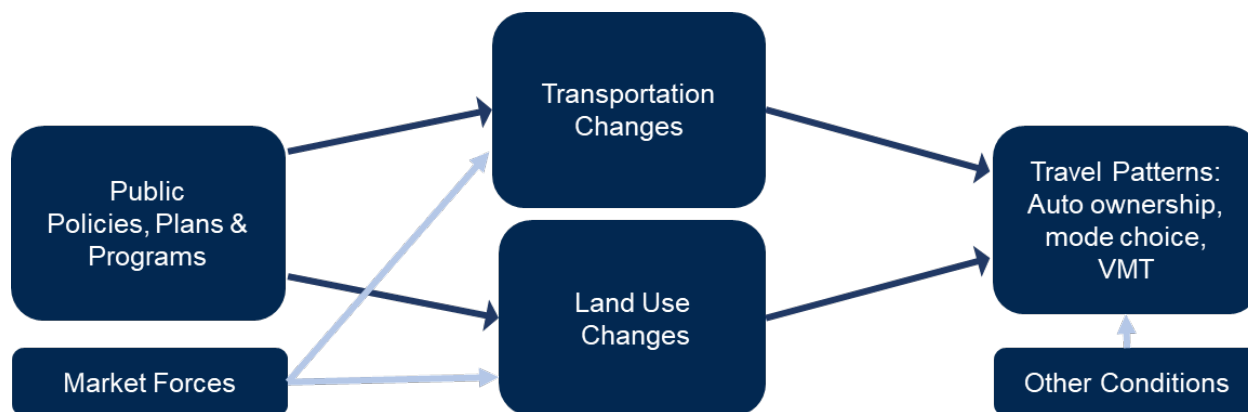 Public
Policies, Plans &
Programs
Market Forces
Transportation
Changes
Land Use
Changes
Travel Patterns:
Auto ownership,
mode choice,
VMT
Other Conditions